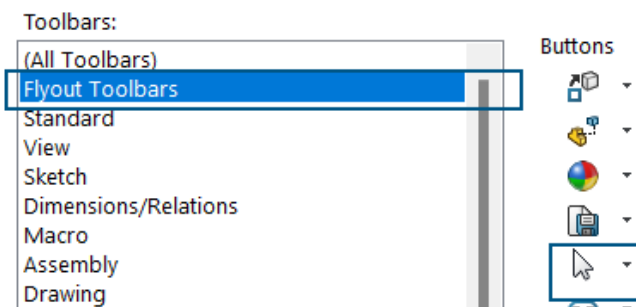 Toolbars:
(All Toolbars)
Flyout Toolbars
Standard
View
Sketch
Dimensions/Relations
Macro
Assembly
Drawing
Buttons